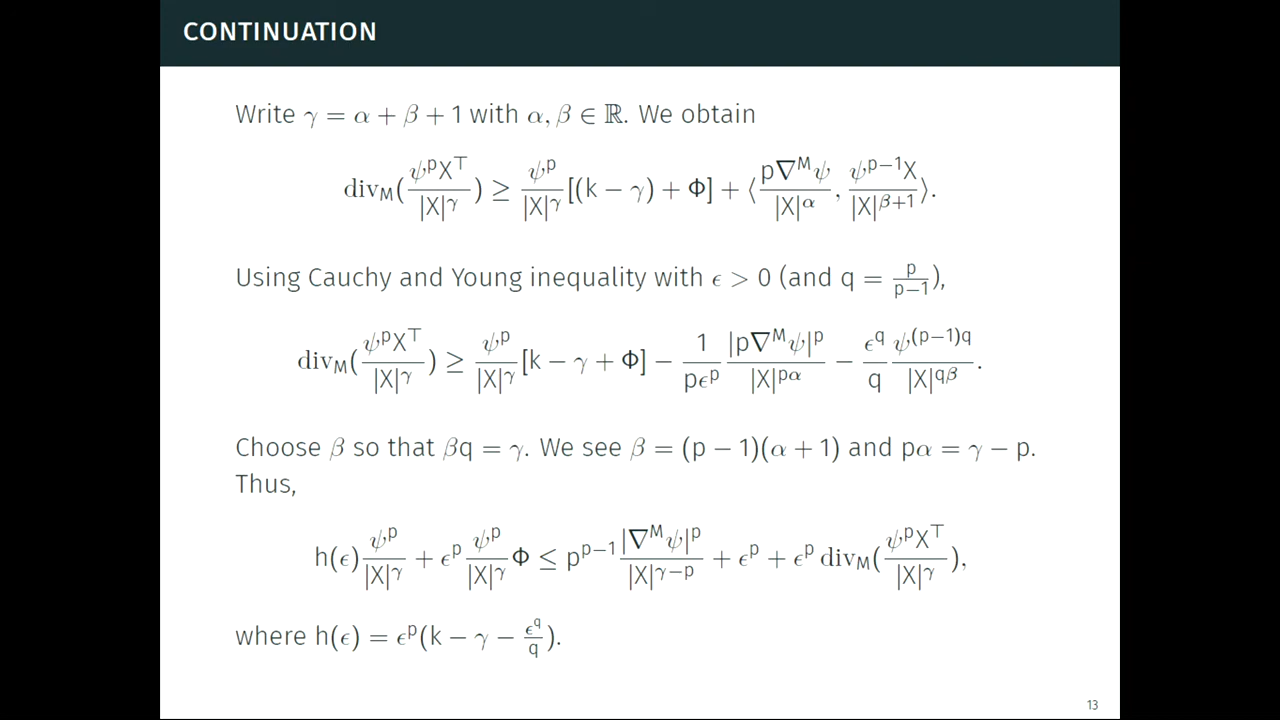 CONTINUATION
Write γ = α + β + 1 with α, β ∈ ℝ. We obtain
div_M(ψ^p X^⊤ / |X|^γ) ≥ ψ^p / |X|^γ [(k − γ) + Φ] + ⟨p∇^M ψ / |X|^α, ψ^{p−1}X / |X|^{β+1}⟩.
Using Cauchy and Young inequality with ϵ > 0 (and q = p/(p−1)),
div_M(ψ^p X^⊤ / |X|^γ) ≥ ψ^p / |X|^γ [k − γ + Φ] − 1/(pϵ^p) |p∇^M ψ|^p / |X|^{pα} − ϵ^q/q ψ^{(p−1)q} / |X|^{qβ}.
Choose β so that βq = γ. We see β = (p − 1)(α + 1) and pα = γ − p.
Thus,
h(ϵ) ψ^p / |X|^γ + ϵ^p ψ^p / |X|^γ Φ ≤ p^{p−1} |∇^M ψ|^p / |X|^{γ−p} + ϵ^p + ϵ^p div_M(ψ^p X^⊤ / |X|^γ),
where h(ϵ) = ϵ^p(k − γ − ϵ^q/q).
13